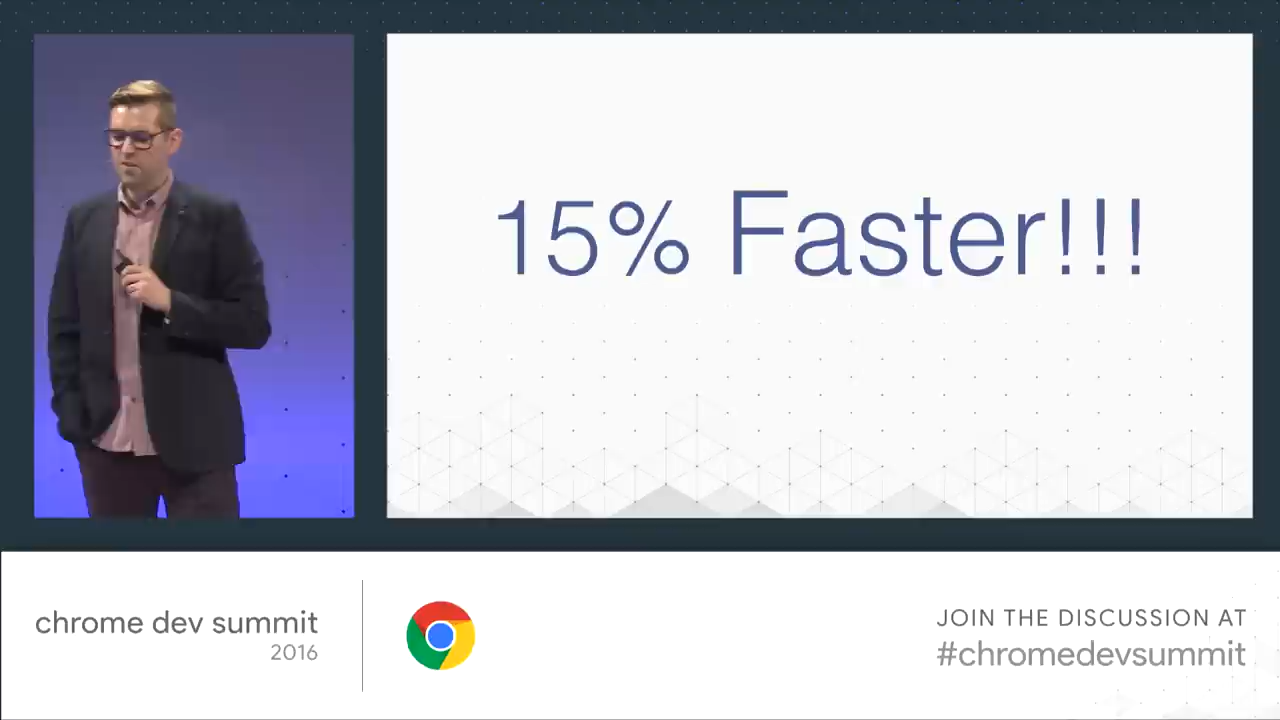 15% Faster!!!
chrome dev summit
2016
JOIN THE DISCUSSION AT
#chromedevsummit